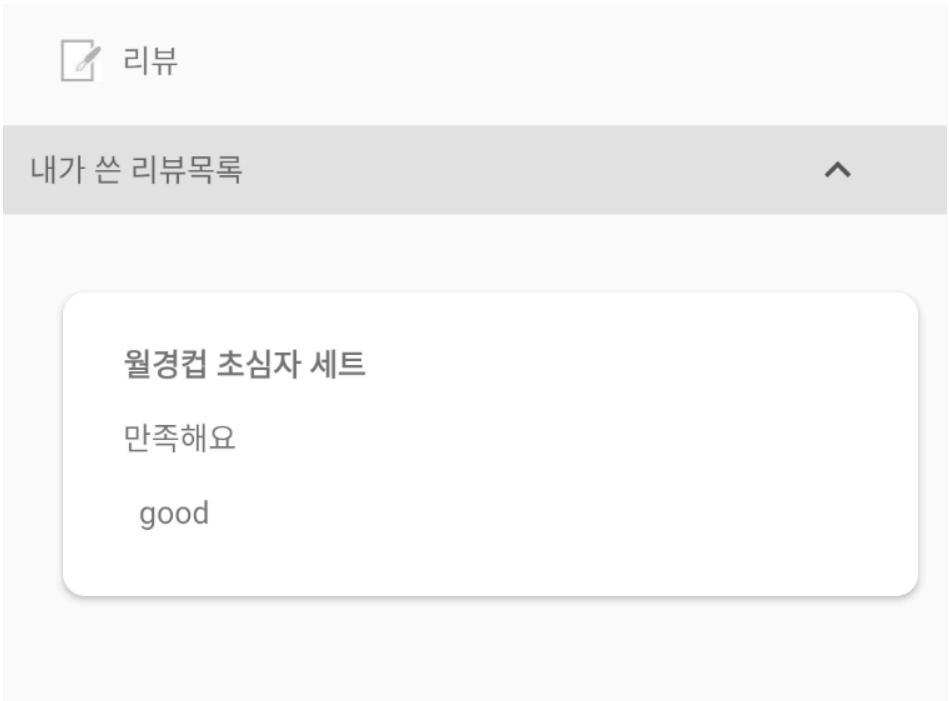 리뷰
내가 쓴 리뷰목록
월경컵 초심자 세트
만족해요
good